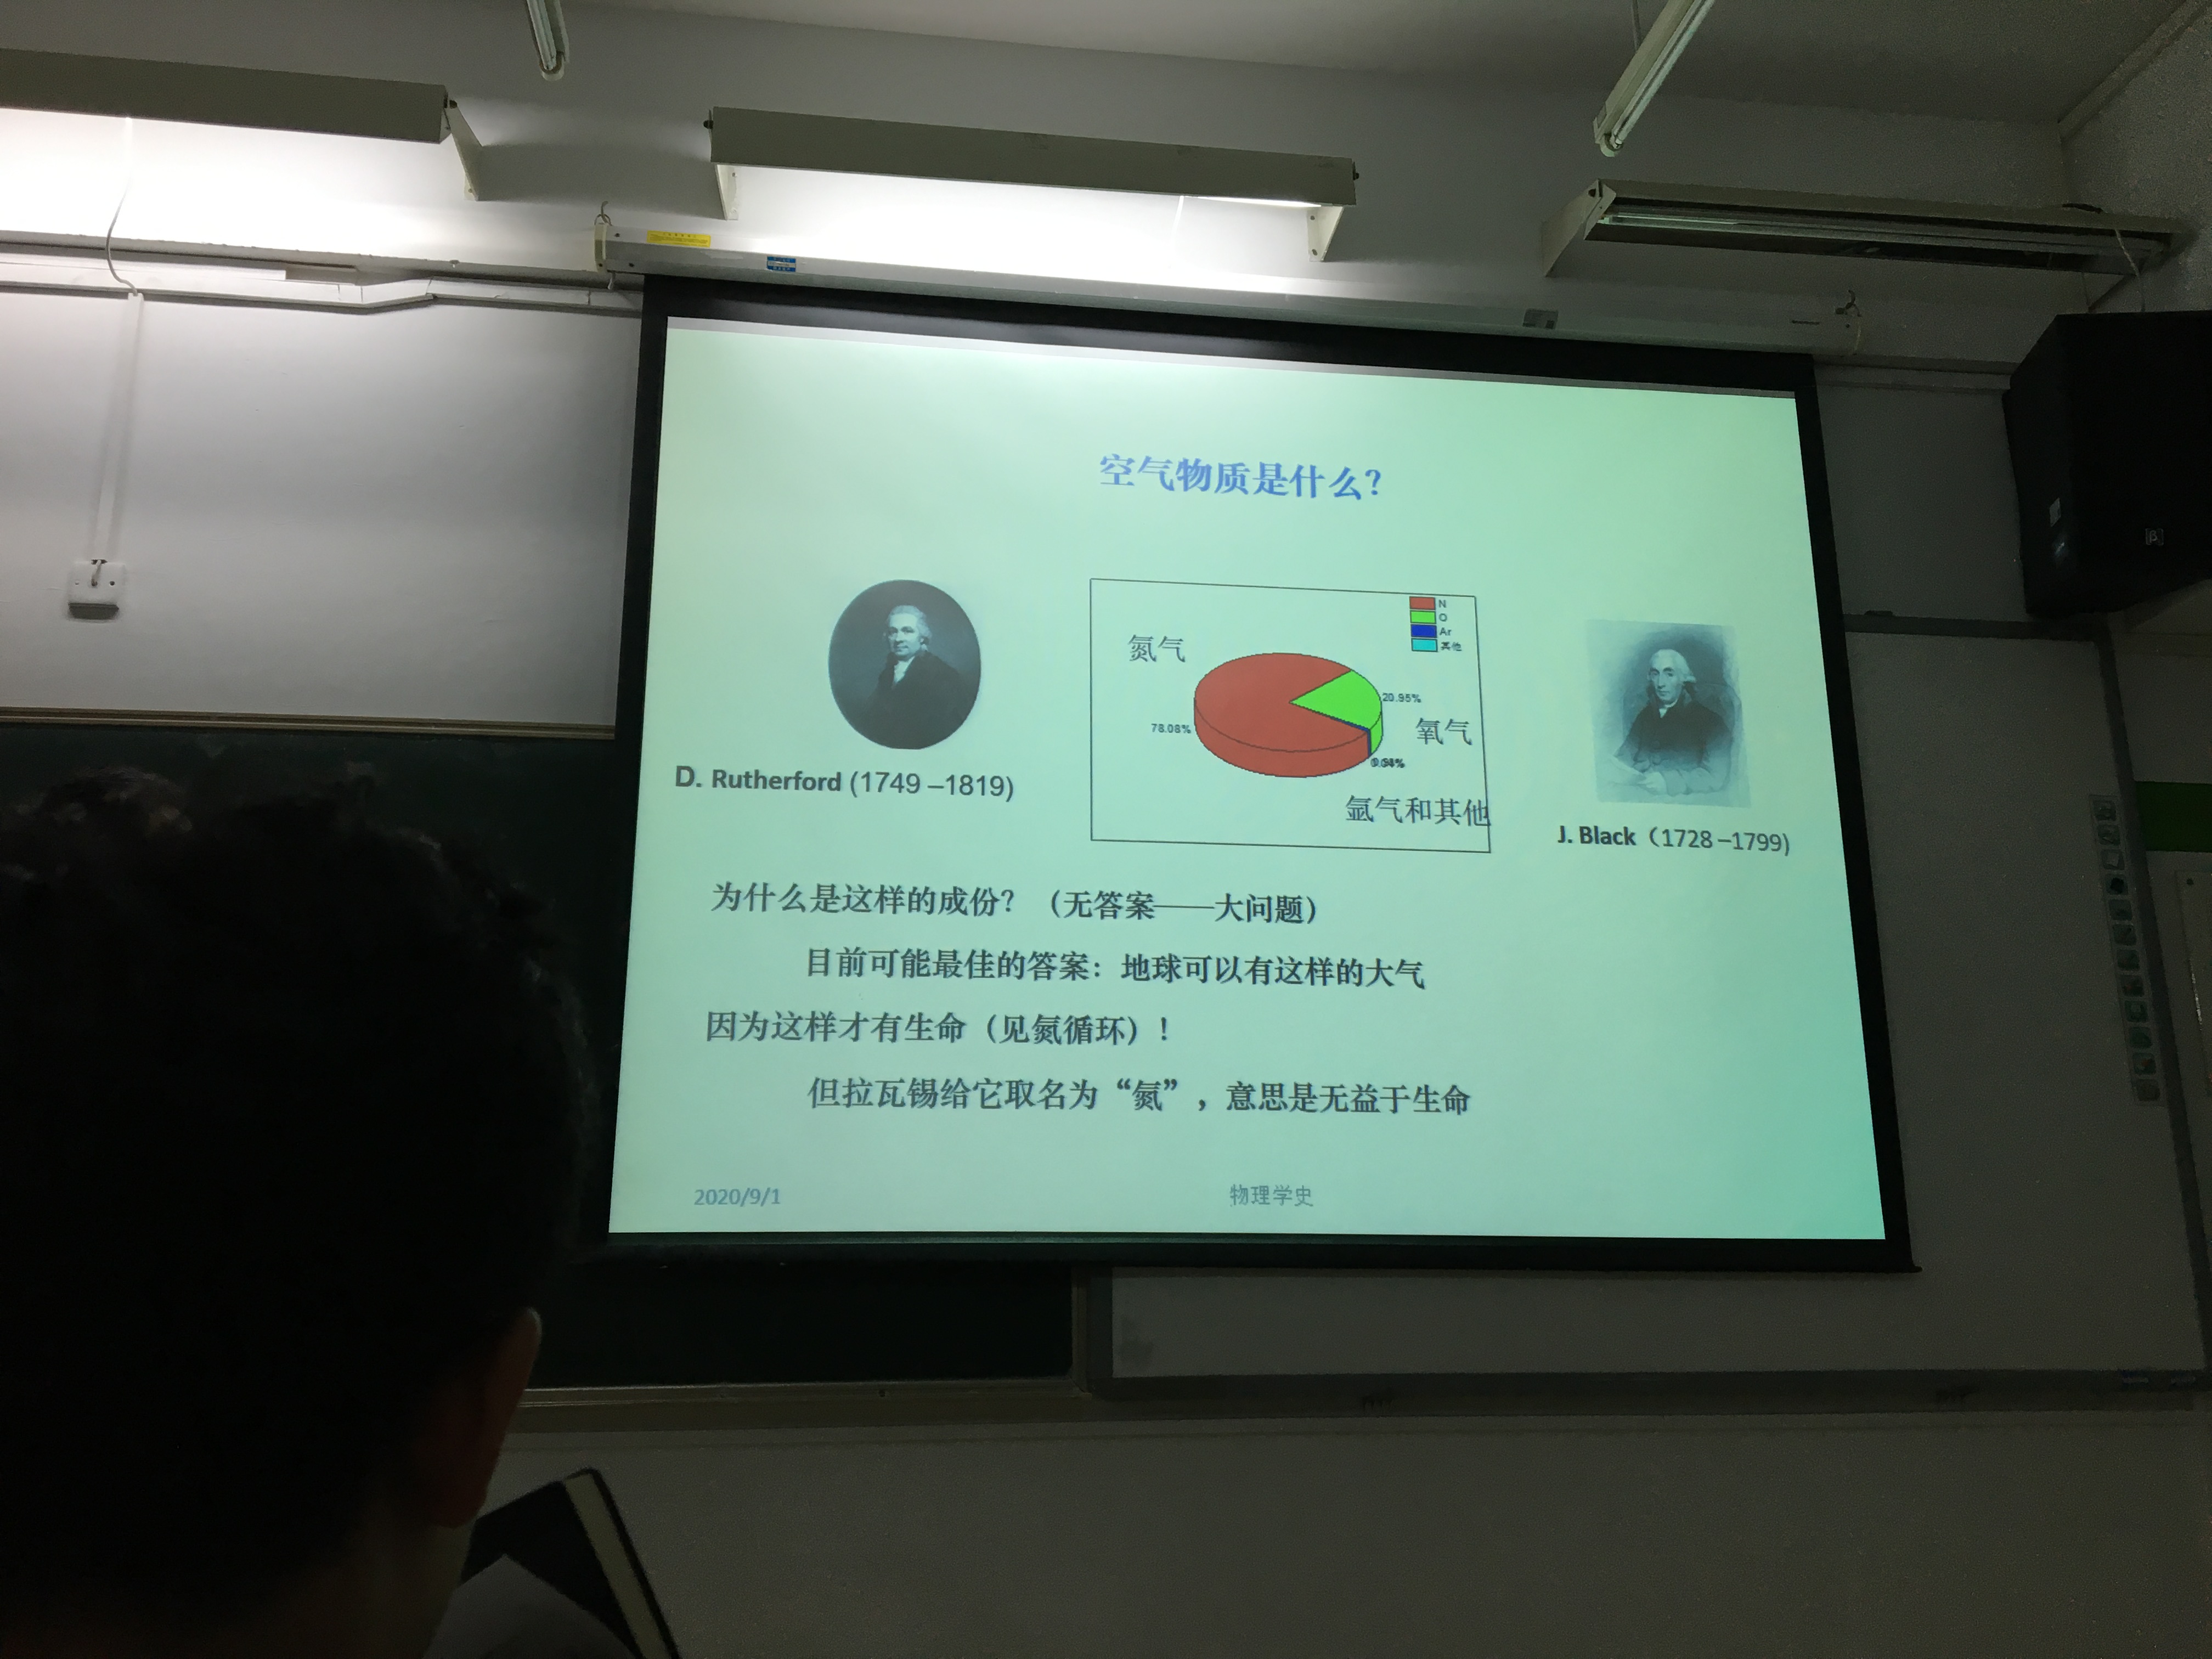 空气物质是什么？
N
O
Ar
其他
氮气
20.95%
78.08%
氧气
氩气和其他
D. Rutherford (1749 –1819)
J. Black（1728 –1799)
为什么是这样的成份？（无答案——大问题）
目前可能最佳的答案：地球可以有这样的大气
因为这样才有生命（见氮循环）！
但拉瓦锡给它取名为“氮”，意思是无益于生命
2020/9/1
物理学史